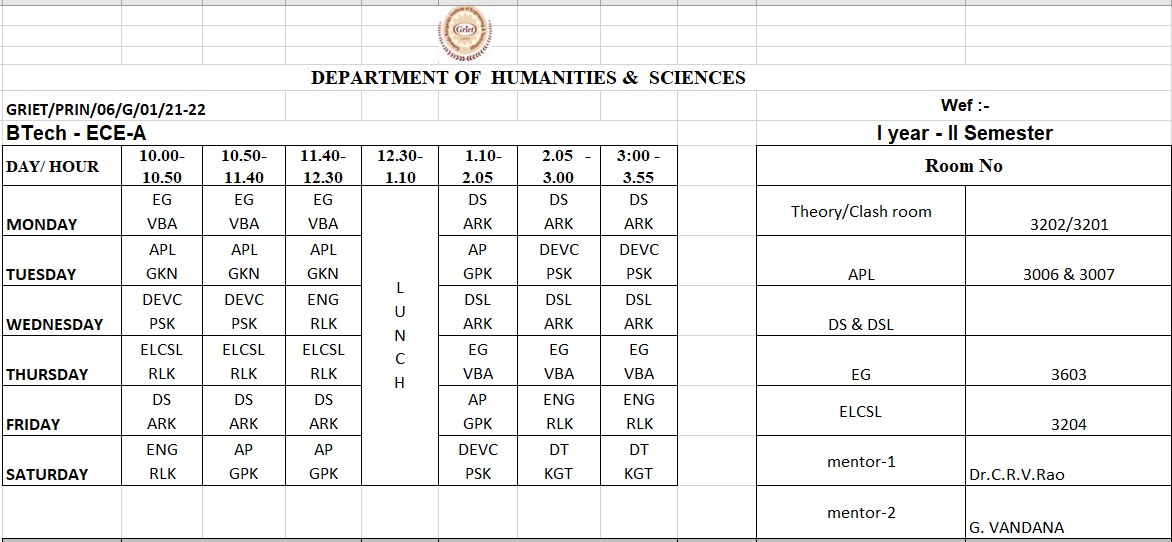 Griet
DEPARTMENT OF HUMANITIES & SCIENCES
GRIET/PRIN/06/G/01/21-22 Wef :-
BTech - ECE-A I year - II Semester
DAY/ HOUR 10.00-10.50 10.50-11.40 11.40-12.30 12.30-1.10 1.10-2.05 2.05 -3.00 3:00 -3.55 Room No
EG EG EG DS DS DS Theory/Clash room
MONDAY VBA VBA VBA ARK ARK ARK 3202/3201
APL APL APL AP DEVC DEVC
TUESDAY GKN GKN GKN GPK PSK PSK APL 3006 & 3007
DEVC DEVC ENG DSL DSL DSL
WEDNESDAY PSK PSK RLK ARK ARK ARK DS & DSL
ELCSL ELCSL ELCSL EG EG EG
THURSDAY RLK RLK RLK VBA VBA VBA EG 3603
DS DS DS AP ENG ENG ELCSL
FRIDAY ARK ARK ARK GPK RLK RLK 3204
ENG AP AP DEVC DT DT mentor-1
SATURDAY RLK GPK GPK PSK KGT KGT Dr.C.R.V.Rao
L
U
N
C
H
mentor-2
G. VANDANA